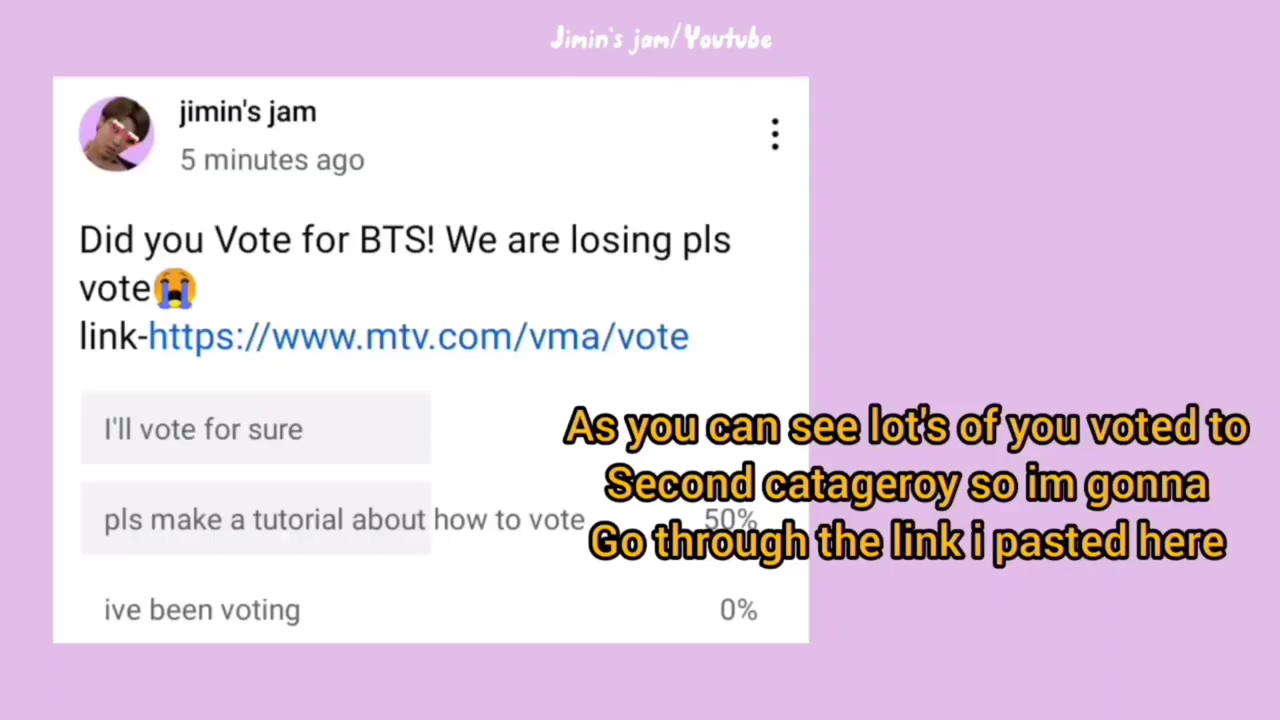 Jimin's jam/Youtube
jimin's jam
5 minutes ago
Did you Vote for BTS! We are losing pls
vote😭
link-https://www.mtv.com/vma/vote
I'll vote for sure
pls make a tutorial about how to vote 50%
ive been voting 0%
As you can see lot's of you voted to
Second catageroy so im gonna
Go through the link i pasted here